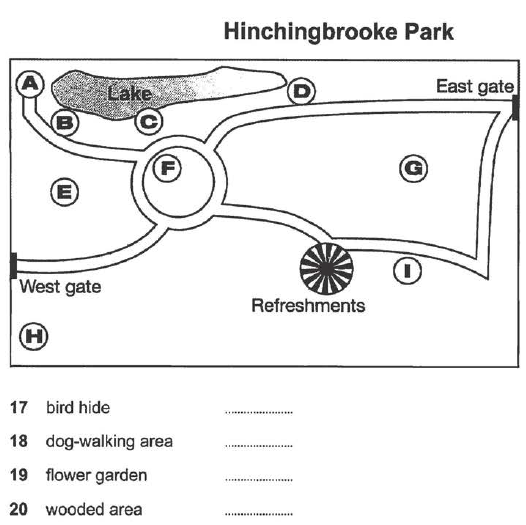 Hinchingbrooke Park
A
Lake
D
East gate
B
C
F
G
E
I
West gate
Refreshments
H
17 bird hide ......................
18 dog-walking area ......................
19 flower garden ......................
20 wooded area ......................